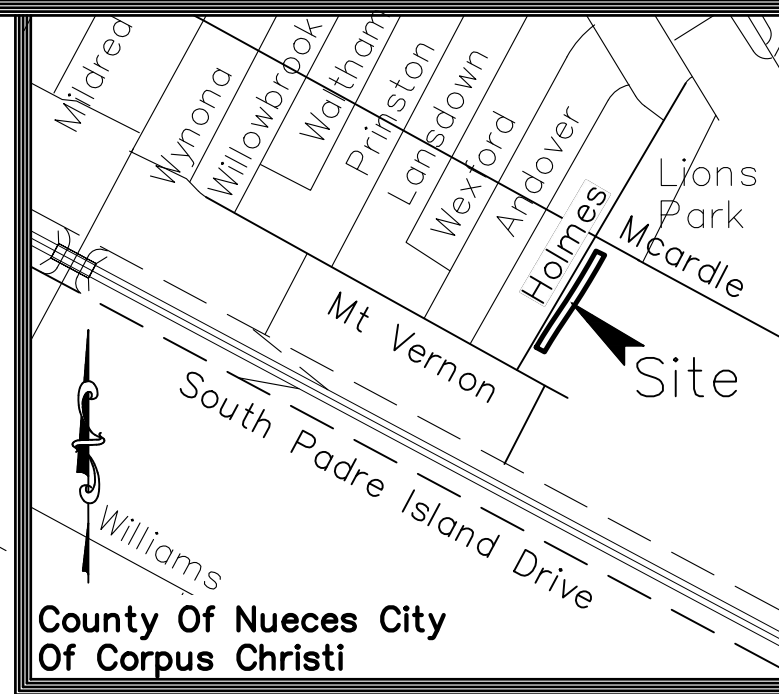 Mildred
Wynona
Willowbrook
Waltham
Prinston
Lansdown
Wexford
Andover
Holmes
Lions
Park
Mcardle
Mt Vernon
Site
South Padre Island Drive
Williams
County Of Nueces City
Of Corpus Christi